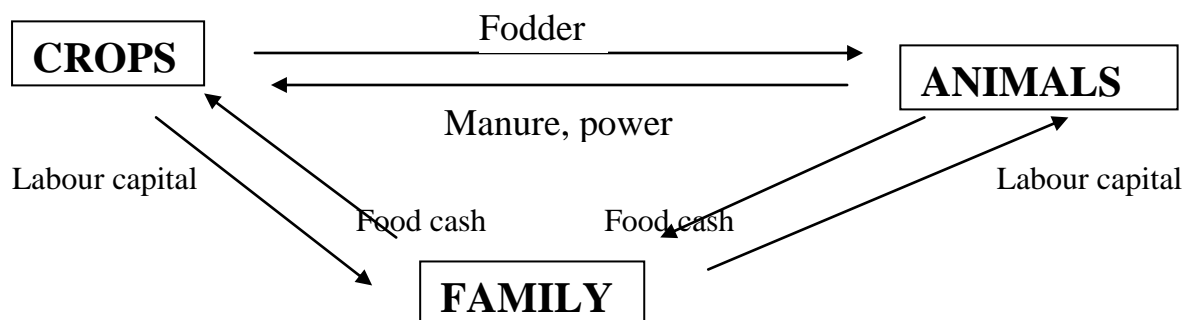 Fodder
CROPS
ANIMALS
Manure, power
Labour capital
Labour capital
Food cash
Food cash
FAMILY